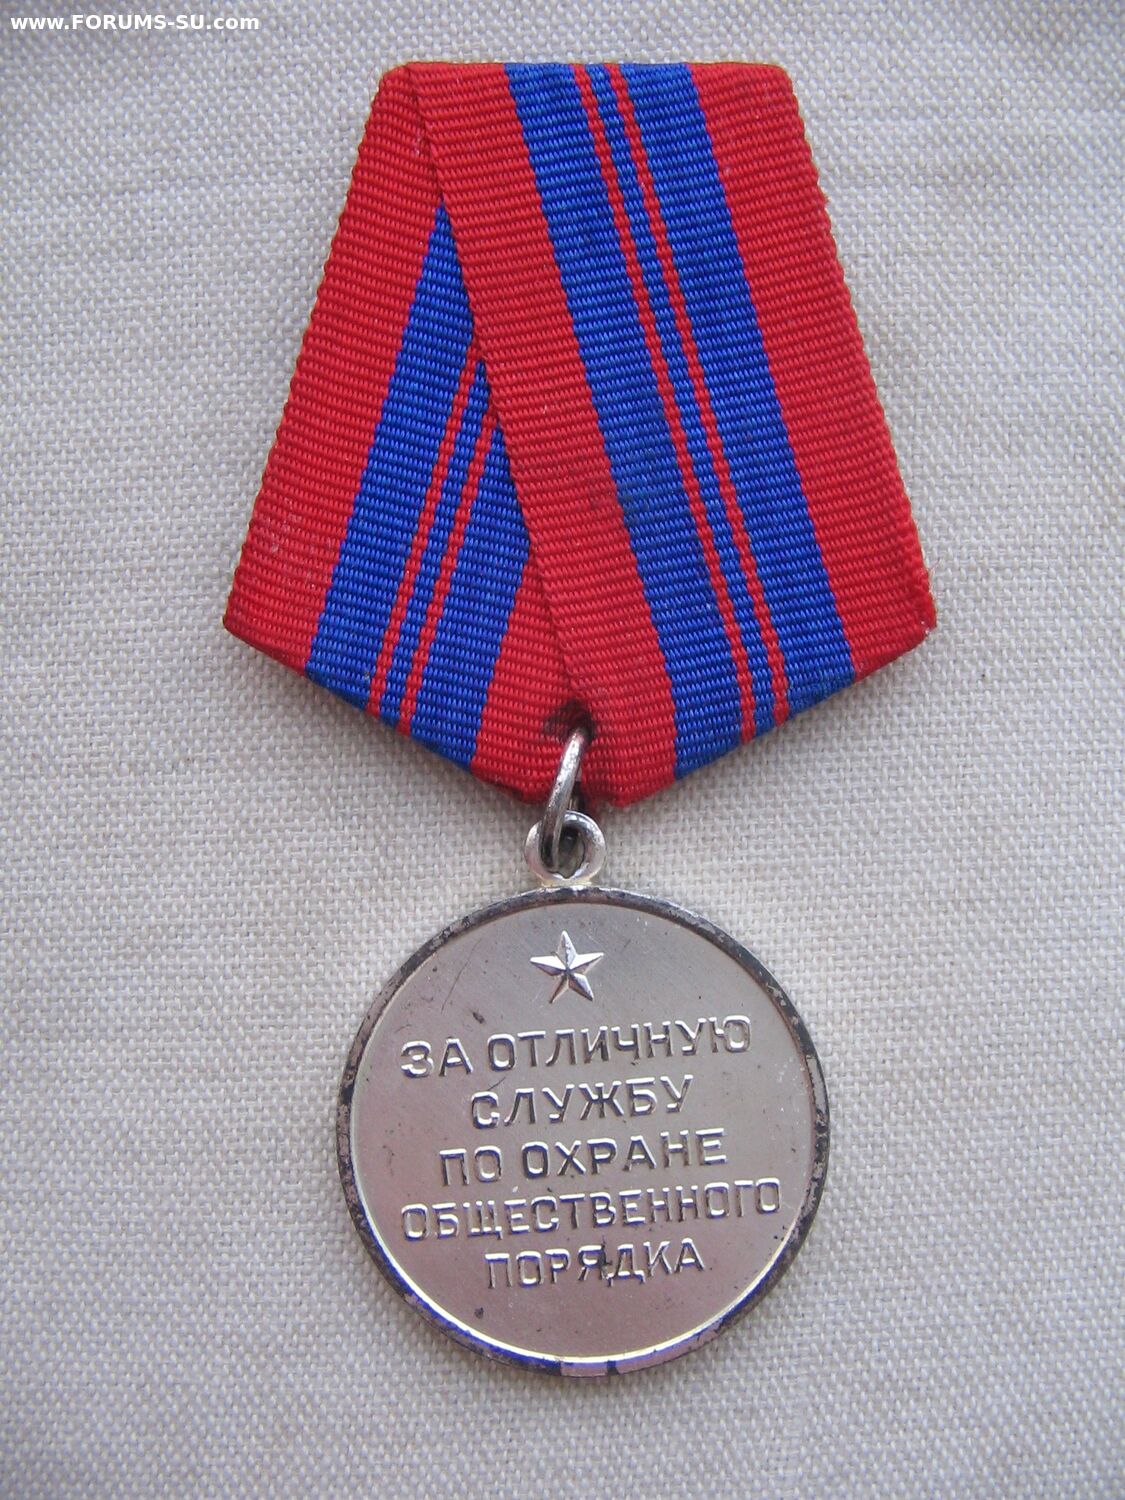 www.FORUMS-SU.com
ЗА ОТЛИЧНУЮ
СЛУЖБУ
ПО ОХРАНЕ
ОБЩЕСТВЕННОГО
ПОРЯДКА